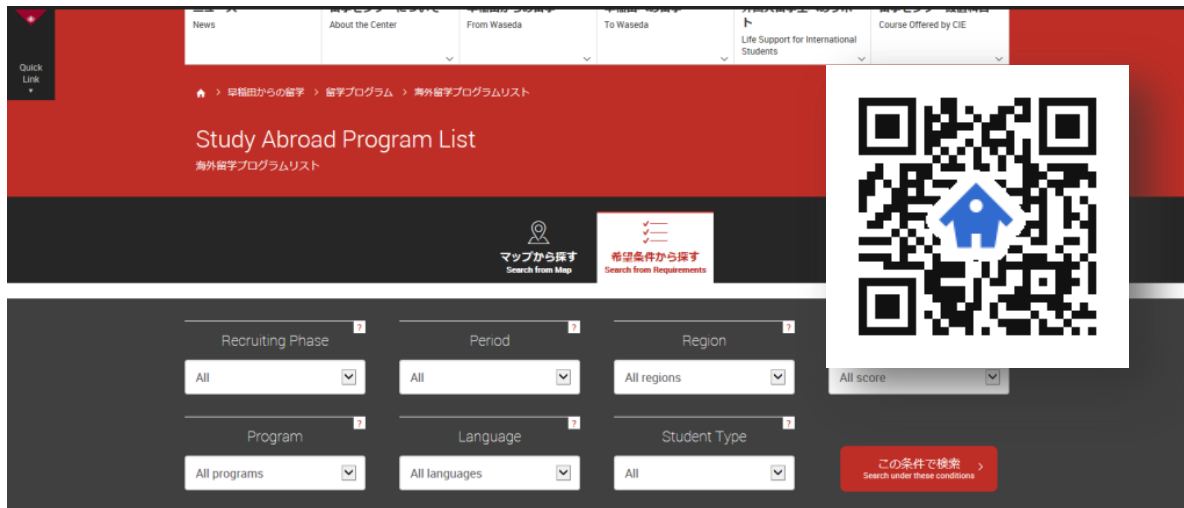 News
About the Center
From Waseda
To Waseda
ト
Life Support for International
Students
Course Offered by CIE
Quick
Link
早稲田からの留学 > 留学プログラム > 海外留学プログラムリスト
Study Abroad Program List
海外留学プログラムリスト
マップから探す
Search from Map
希望条件から探す
Search from Requirements
Recruiting Phase
?
Period
?
Region
?
All
All
All regions
All score
Program
?
Language
?
Student Type
?
All programs
All languages
All
この条件で検索
Search under these conditions